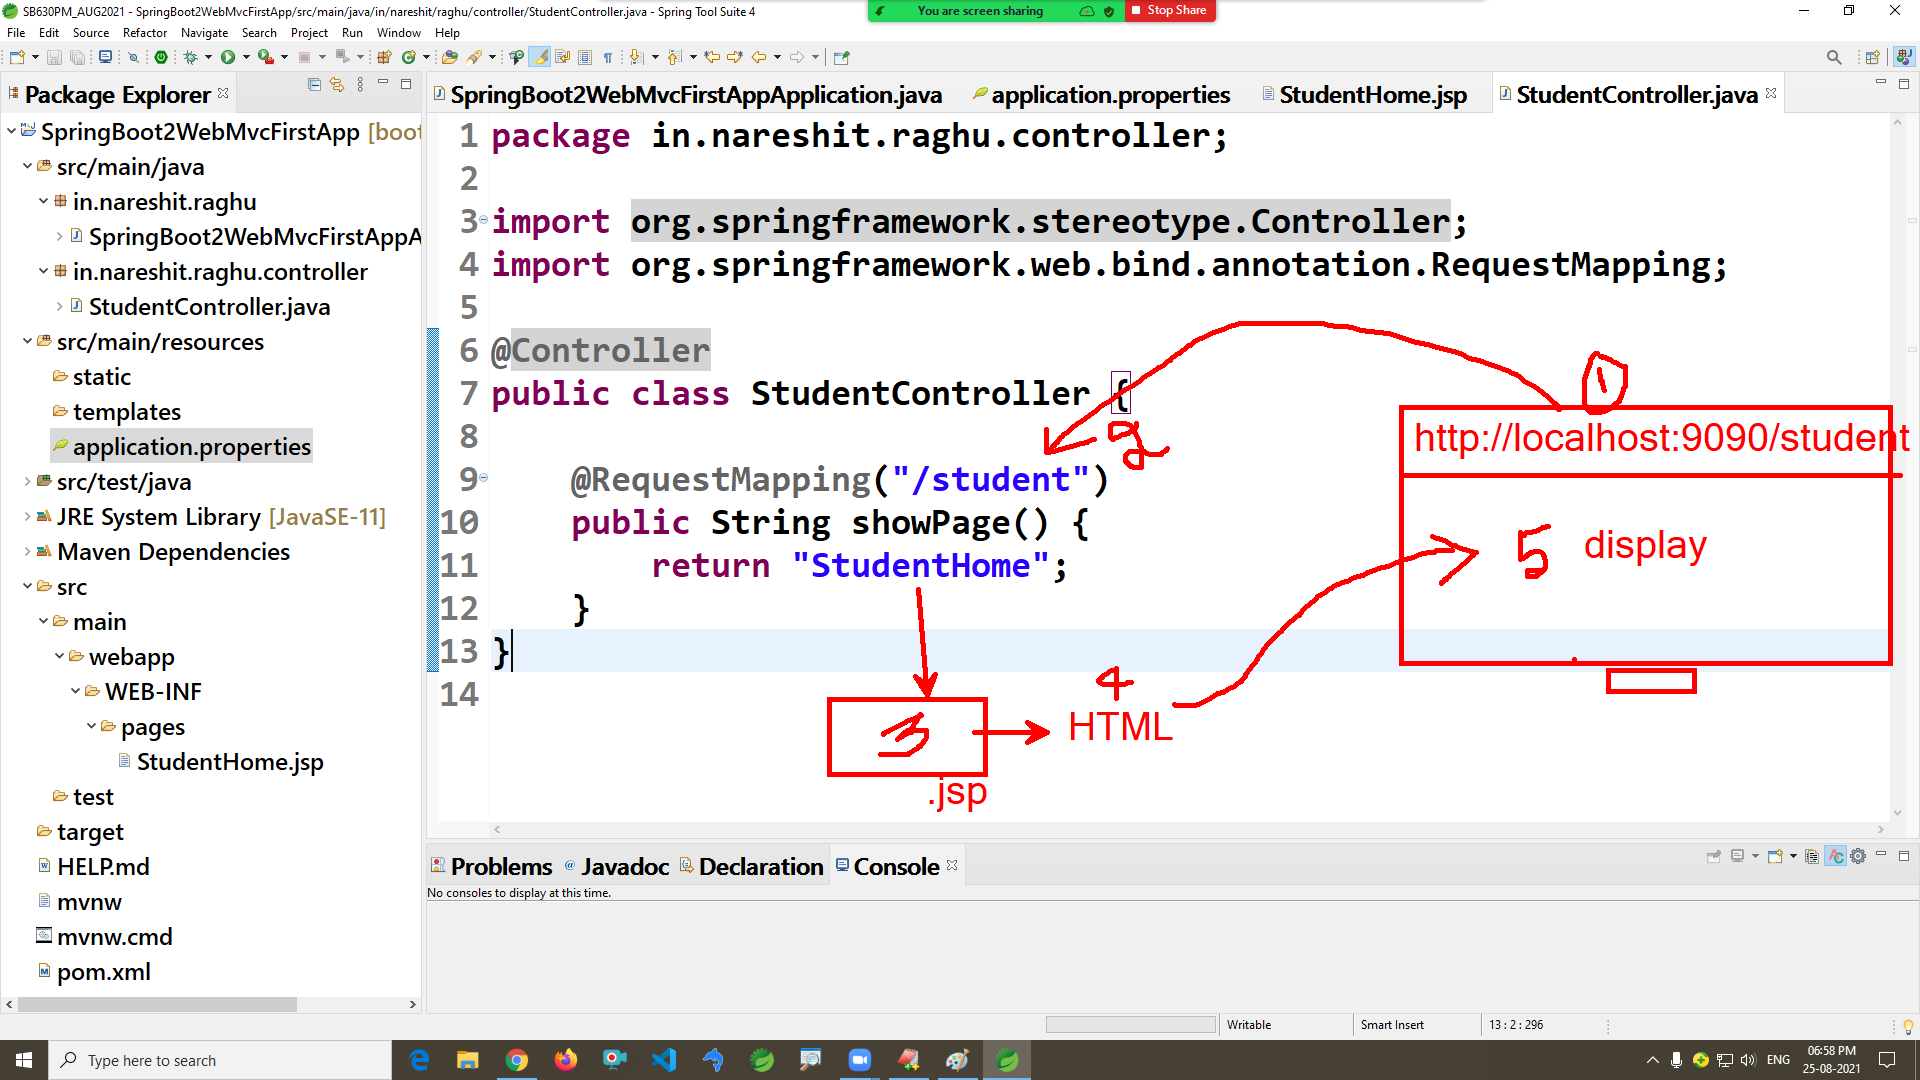 SB630PM_AUG2021 - SpringBoot2WebMvcFirstApp/src/main/java/in/nareshit/raghu/controller/StudentController.java - Spring Tool Suite 4
You are screen sharing
Stop Share
File Edit Source Refactor Navigate Search Project Run Window Help
Package Explorer
SpringBoot2WebMvcFirstAppApplication.java application.properties StudentHome.jsp StudentController.java
SpringBoot2WebMvcFirstApp [boot
src/main/java
in.nareshit.raghu
SpringBoot2WebMvcFirstAppA
in.nareshit.raghu.controller
StudentController.java
src/main/resources
static
templates
application.properties
src/test/java
JRE System Library [JavaSE-11]
Maven Dependencies
src
main
webapp
WEB-INF
pages
StudentHome.jsp
test
target
HELP.md
mvnw
mvnw.cmd
pom.xml
1 package in.nareshit.raghu.controller;
2
3 import org.springframework.stereotype.Controller;
4 import org.springframework.web.bind.annotation.RequestMapping;
5
6 @Controller
7 public class StudentController {
8
9 @RequestMapping("/student")
10 public String showPage() {
11 return "StudentHome";
12 }
13 }
14
1
http://localhost:9090/student
2
5 display
4
3
HTML
.jsp
Problems Javadoc Declaration Console
No consoles to display at this time.
Writable Smart Insert 13 : 2 : 296
Type here to search
ENG
06:58 PM
25-08-2021